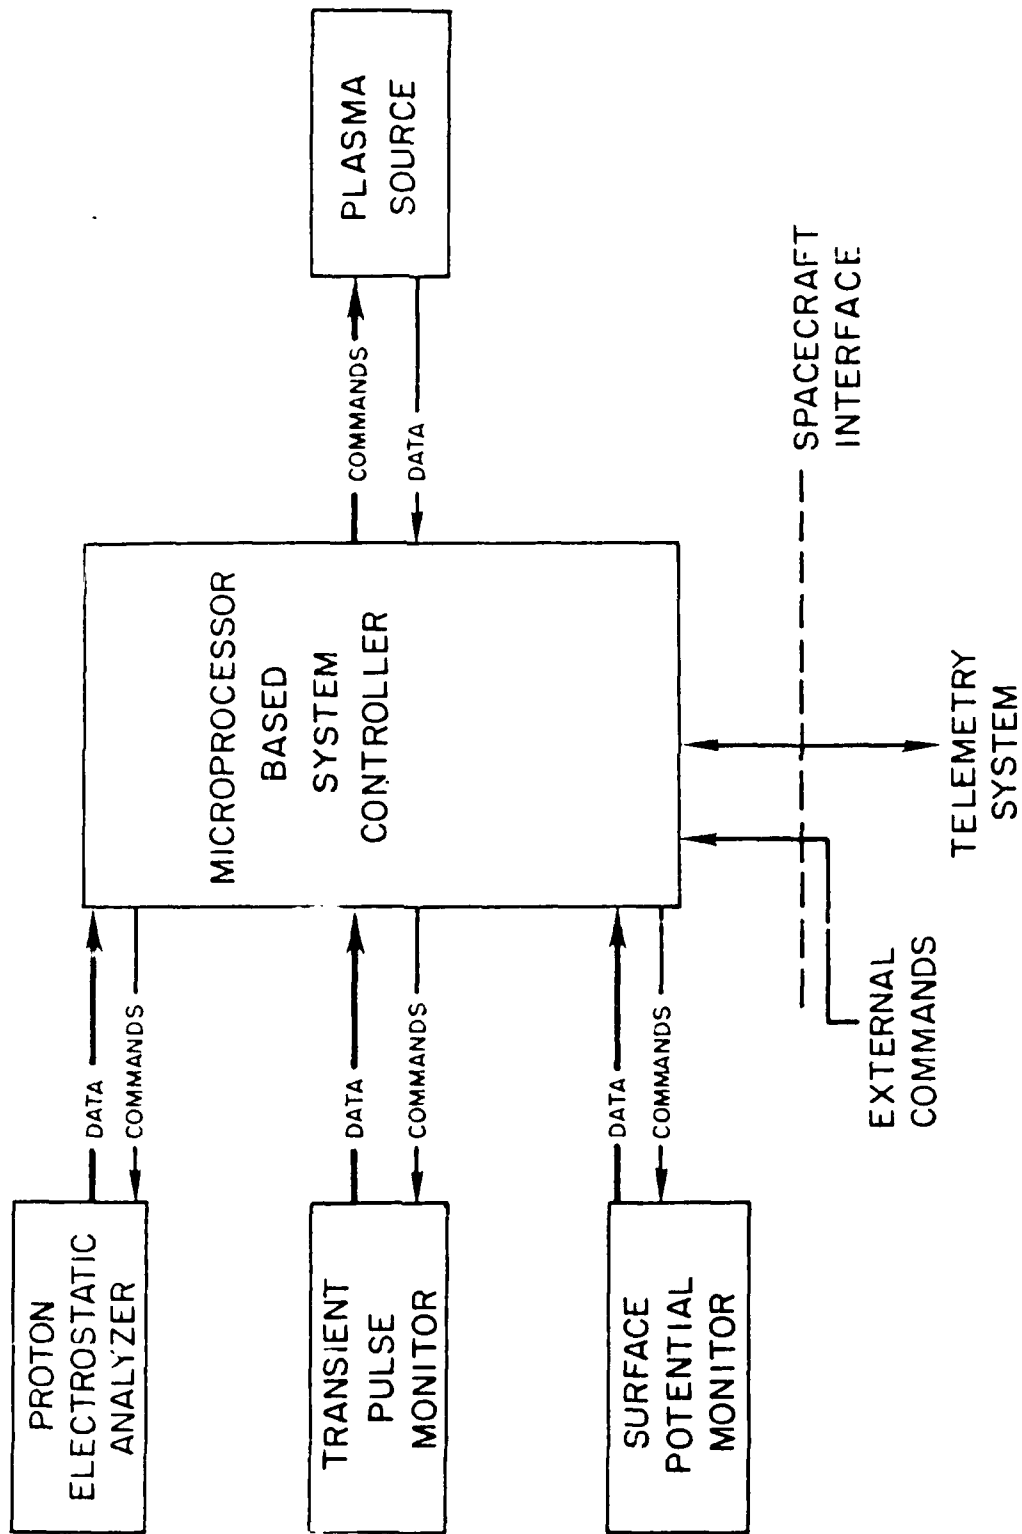 PROTON
ELECTROSTATIC
ANALYZER
DATA
COMMANDS
TRANSIENT
PULSE
MONITOR
DATA
COMMANDS
SURFACE
POTENTIAL
MONITOR
DATA
COMMANDS
MICROPROCESSOR
BASED
SYSTEM
CONTROLLER
COMMANDS
DATA
PLASMA
SOURCE
SPACECRAFT
INTERFACE
EXTERNAL
COMMANDS
TELEMETRY
SYSTEM